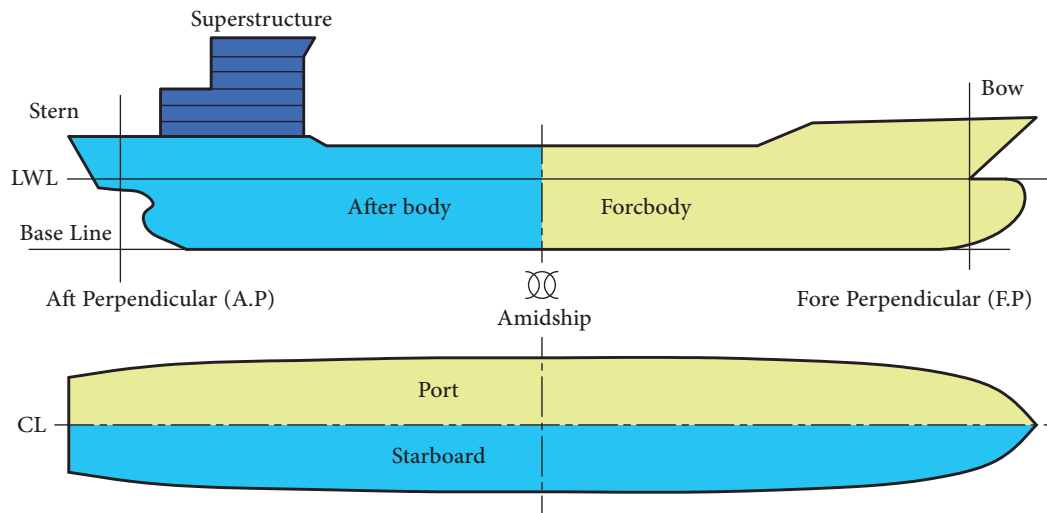 Superstructure
Stern
Bow
LWL
After body
Forcbody
Base Line
Aft Perpendicular (A.P)
Fore Perpendicular (F.P)
Amidship
Port
CL
Starboard